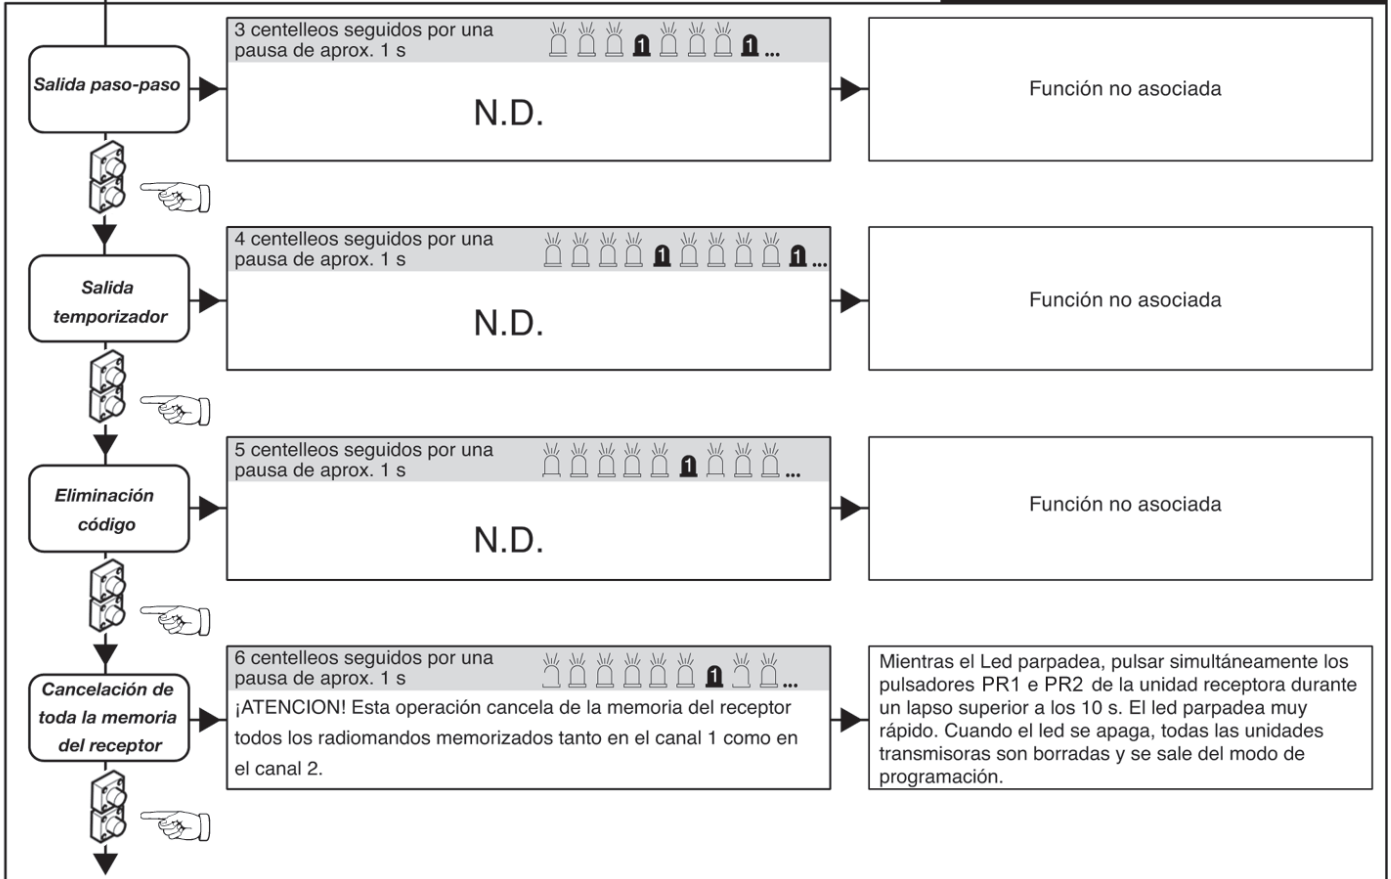 3 centelleos seguidos por una
pausa de aprox. 1 s
1 1 ...
Salida paso-paso
N.D.
Función no asociada
4 centelleos seguidos por una
pausa de aprox. 1 s
1 1 ...
Salida
temporizador
N.D.
Función no asociada
5 centelleos seguidos por una
pausa de aprox. 1 s
1 ...
Eliminación
código
N.D.
Función no asociada
6 centelleos seguidos por una
pausa de aprox. 1 s
1 ...
Cancelación de
toda la memoria
del receptor
¡ATENCION! Esta operación cancela de la memoria del receptor
todos los radiomandos memorizados tanto en el canal 1 como en
el canal 2.
Mientras el Led parpadea, pulsar simultáneamente los
pulsadores PR1 e PR2 de la unidad receptora durante
un lapso superior a los 10 s. El led parpadea muy
rápido. Cuando el led se apaga, todas las unidades
transmisoras son borradas y se sale del modo de
programación.